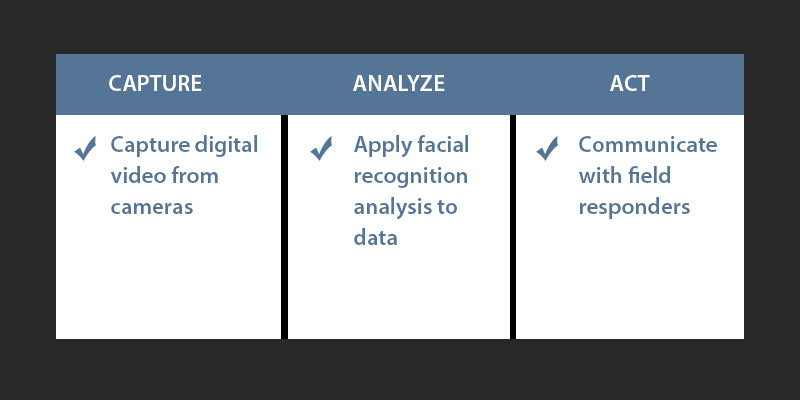 CAPTURE
ANALYZE
ACT
Capture digital
video from
cameras
Apply facial
recognition
analysis to
data
Communicate
with field
responders